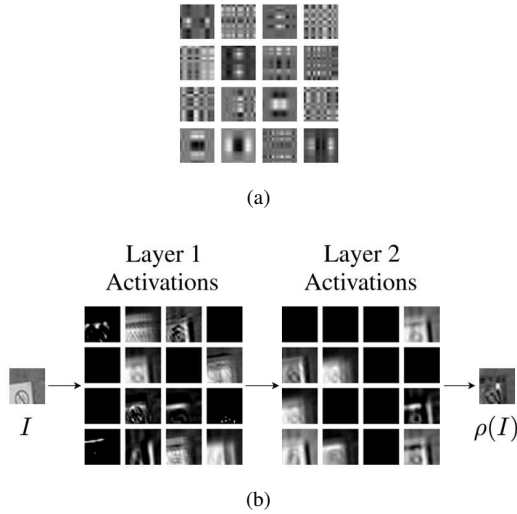 (a)
Layer 1
Activations
Layer 2
Activations
I
ρ(I)
(b)